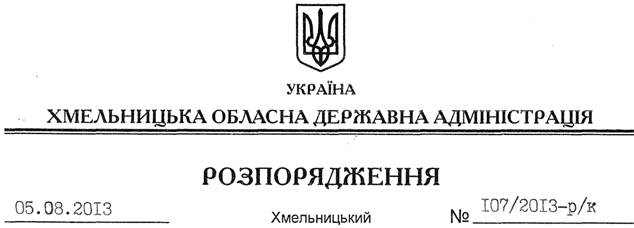 УКРАЇНА
ХМЕЛЬНИЦЬКА ОБЛАСНА ДЕРЖАВНА АДМІНІСТРАЦІЯ
РОЗПОРЯДЖЕННЯ
05.08.2013 Хмельницький № 107/2013-р/к